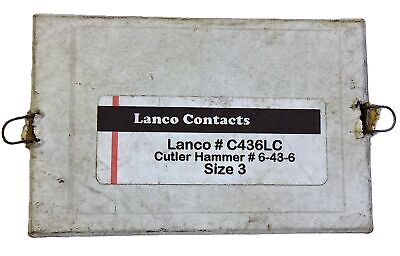 Lanco Contacts
Lanco # C436LC
Cutler Hammer # 6-43-6
Size 3